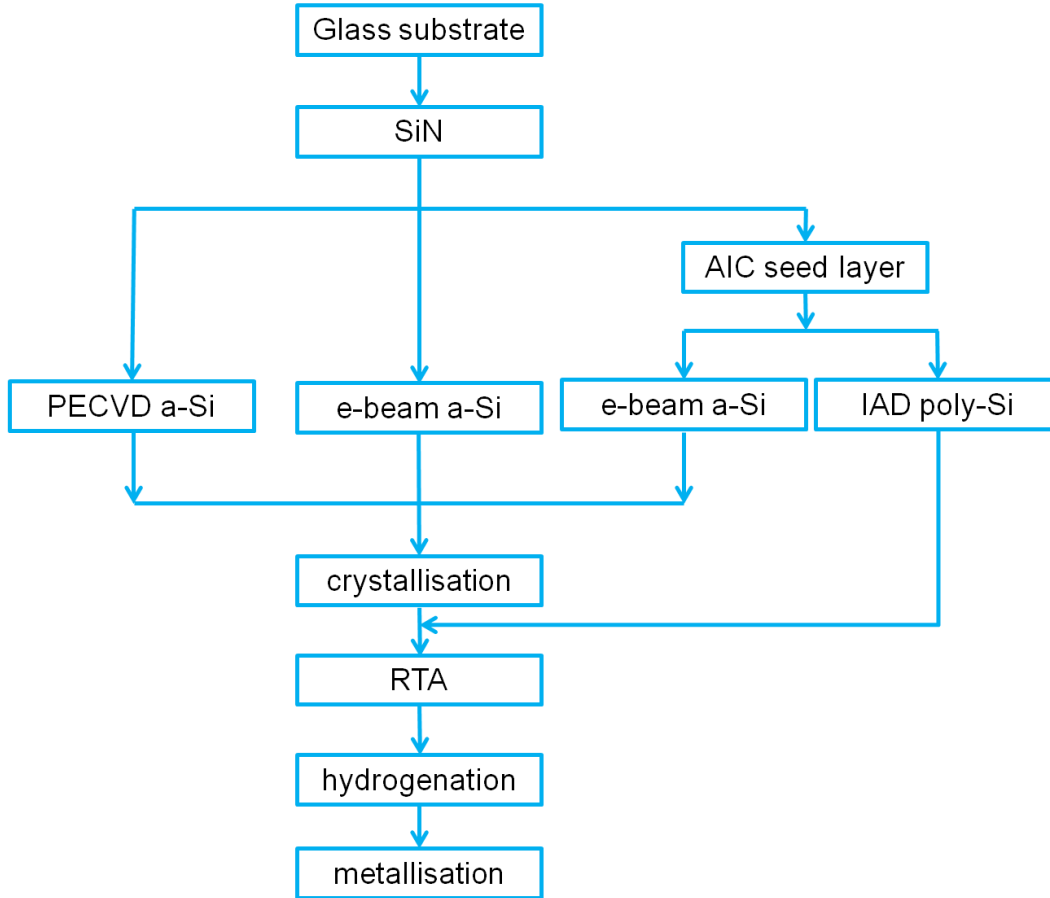 Glass substrate
SiN
AIC seed layer
PECVD a-Si
e-beam a-Si
e-beam a-Si
IAD poly-Si
crystallisation
RTA
hydrogenation
metallisation